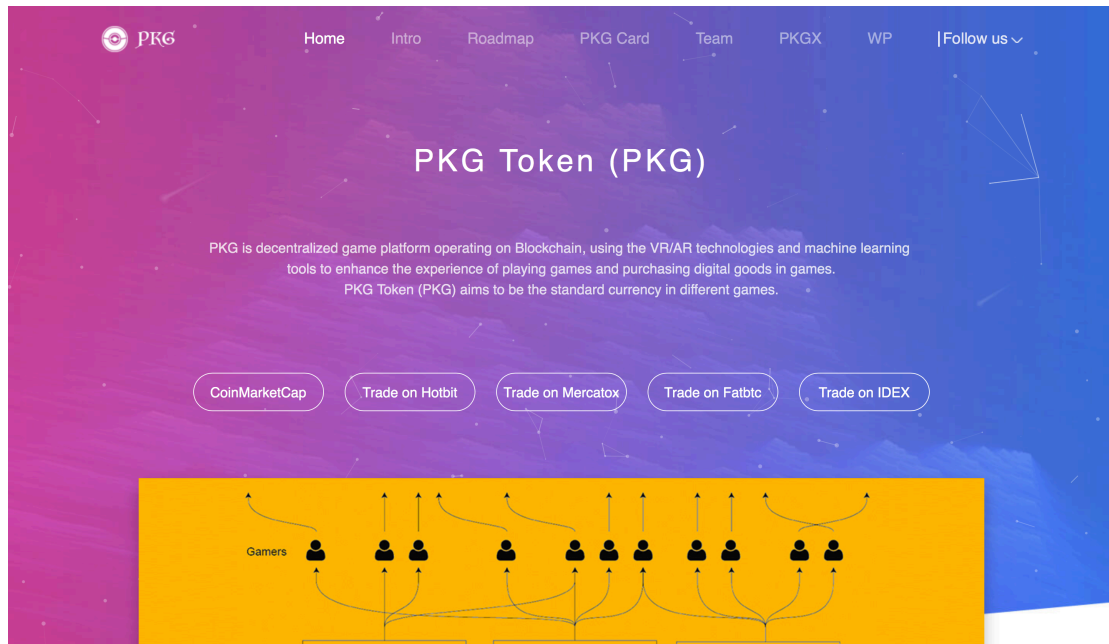 PKG
Home Intro Roadmap PKG Card Team PKGX WP |Follow us
PKG Token (PKG)
PKG is decentralized game platform operating on Blockchain, using the VR/AR technologies and machine learning
tools to enhance the experience of playing games and purchasing digital goods in games.
PKG Token (PKG) aims to be the standard currency in different games.
CoinMarketCap Trade on Hotbit Trade on Mercatox Trade on Fatbtc Trade on IDEX
Gamers